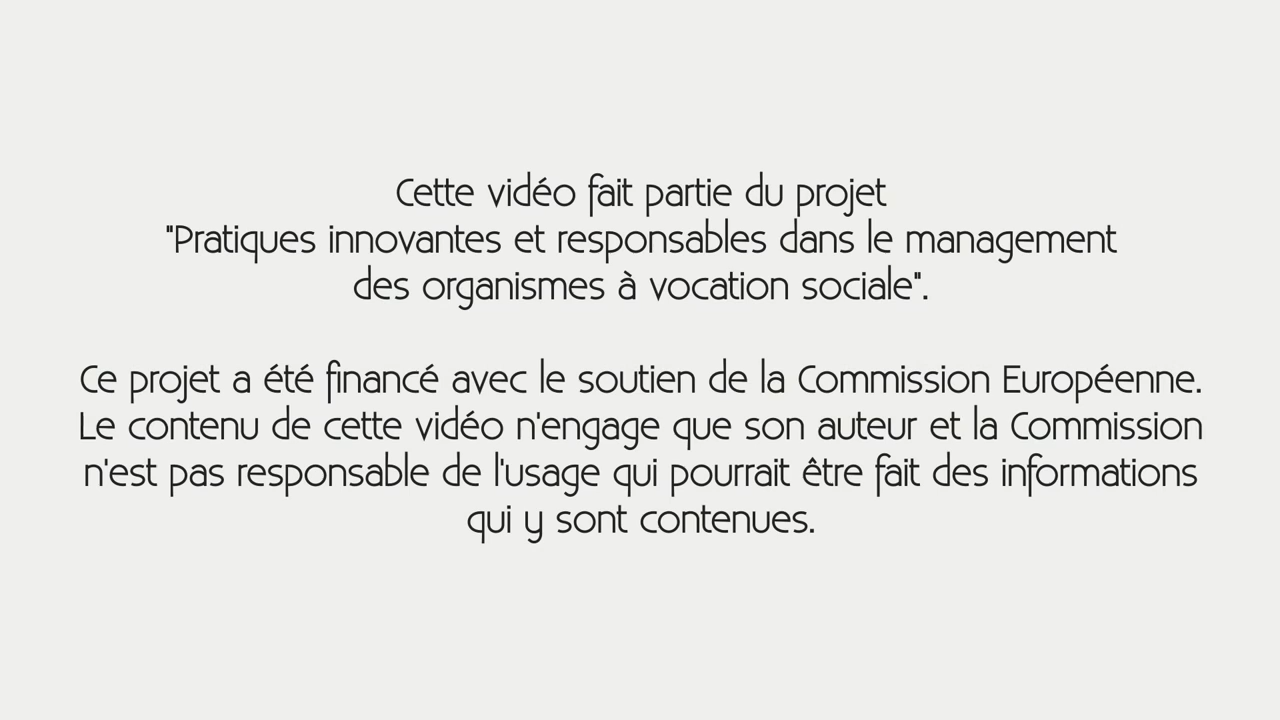 Cette vidéo fait partie du projet
"Pratiques innovantes et responsables dans le management
des organismes à vocation sociale".
Ce projet a été financé avec le soutien de la Commission Européenne.
Le contenu de cette vidéo n'engage que son auteur et la Commission
n'est pas responsable de l'usage qui pourrait être fait des informations
qui y sont contenues.